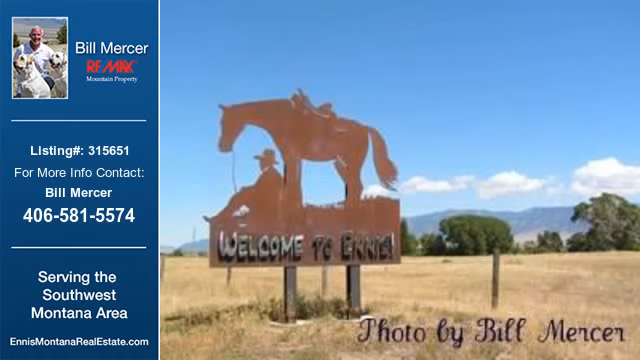 Bill Mercer
RE/MAX
Mountain Property
Listing#: 315651
For More Info Contact:
Bill Mercer
406-581-5574
Serving the
Southwest
Montana Area
EnnisMontanaRealEstate.com
WELCOME TO ENNIS!
Photo by Bill Mercer